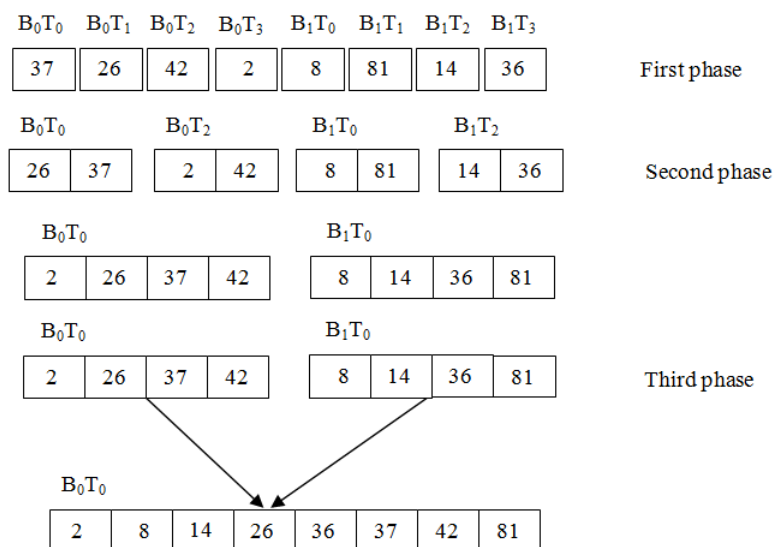 B₀T₀ B₀T₁ B₀T₂ B₀T₃ B₁T₀ B₁T₁ B₁T₂ B₁T₃
37 26 42 2 8 81 14 36 First phase
B₀T₀ B₀T₂ B₁T₀ B₁T₂
26 37 2 42 8 81 14 36 Second phase
B₀T₀ B₁T₀
2 26 37 42 8 14 36 81
B₀T₀ B₁T₀
2 26 37 42 8 14 36 81 Third phase
B₀T₀
2 8 14 26 36 37 42 81